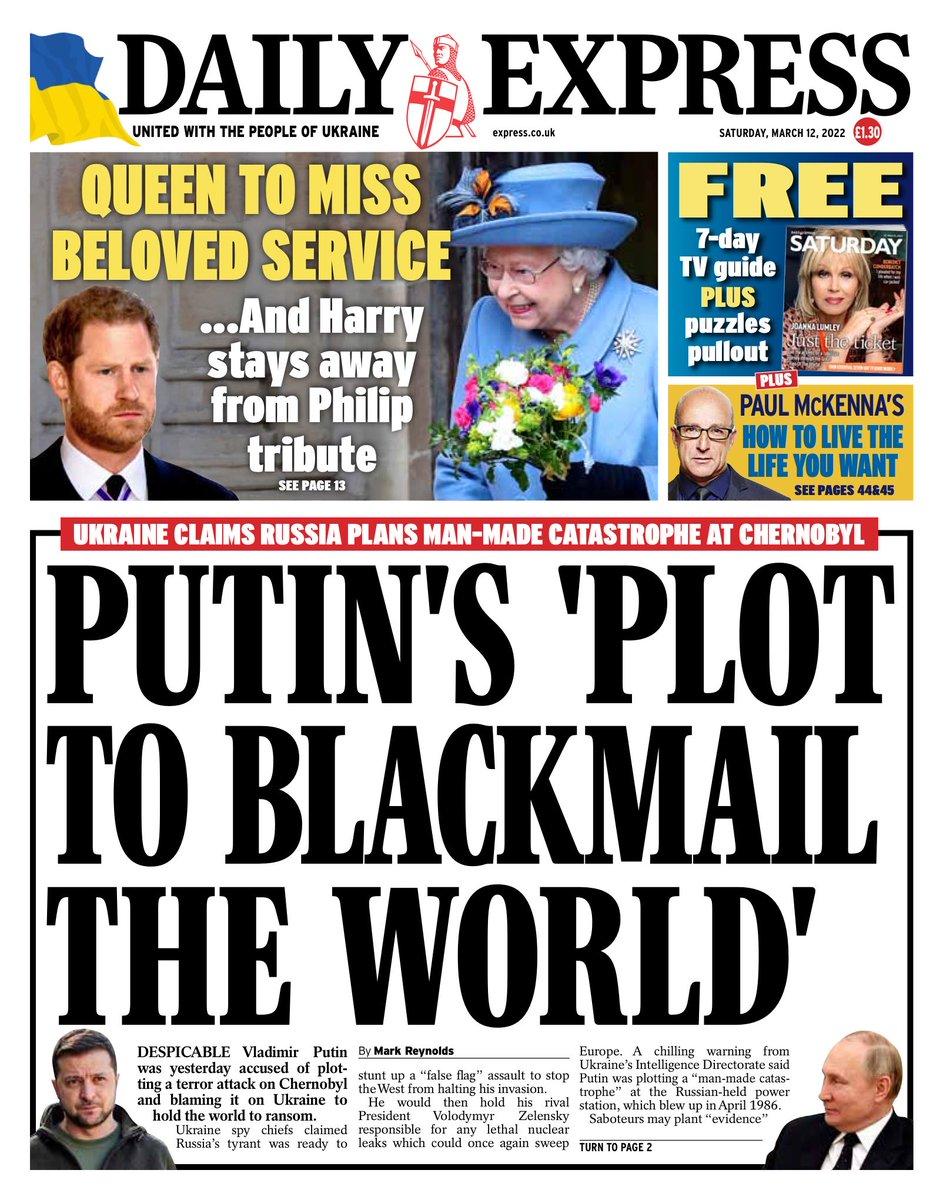 DAILY EXPRESS
UNITED WITH THE PEOPLE OF UKRAINE
express.co.uk
SATURDAY, MARCH 12, 2022
£1.30
QUEEN TO MISS
BELOVED SERVICE
...And Harry
stays away
from Philip
tribute
SEE PAGE 13
FREE
7-day
TV guide
PLUS
puzzles
pullout
SATURDAY
BENEDICT
CUMBERBATCH
JOANNA LUMLEY
Just the ticket
PLUS
PAUL McKENNA'S
HOW TO LIVE THE
LIFE YOU WANT
SEE PAGES 44&45
UKRAINE CLAIMS RUSSIA PLANS MAN-MADE CATASTROPHE AT CHERNOBYL
PUTIN'S 'PLOT
TO BLACKMAIL
THE WORLD'
DESPICABLE Vladimir Putin
was yesterday accused of plot-
ting a terror attack on Chernobyl
and blaming it on Ukraine to
hold the world to ransom.
Ukraine spy chiefs claimed
Russia's tyrant was ready to
By Mark Reynolds
stunt up a "false flag" assault to stop
the West from halting his invasion.
He would then hold his rival
President Volodymyr Zelensky
responsible for any lethal nuclear
leaks which could once again sweep
Europe. A chilling warning from
Ukraine's Intelligence Directorate said
Putin was plotting a "man-made catas-
trophe" at the Russian-held power
station, which blew up in April 1986.
Saboteurs may plant "evidence"
TURN TO PAGE 2